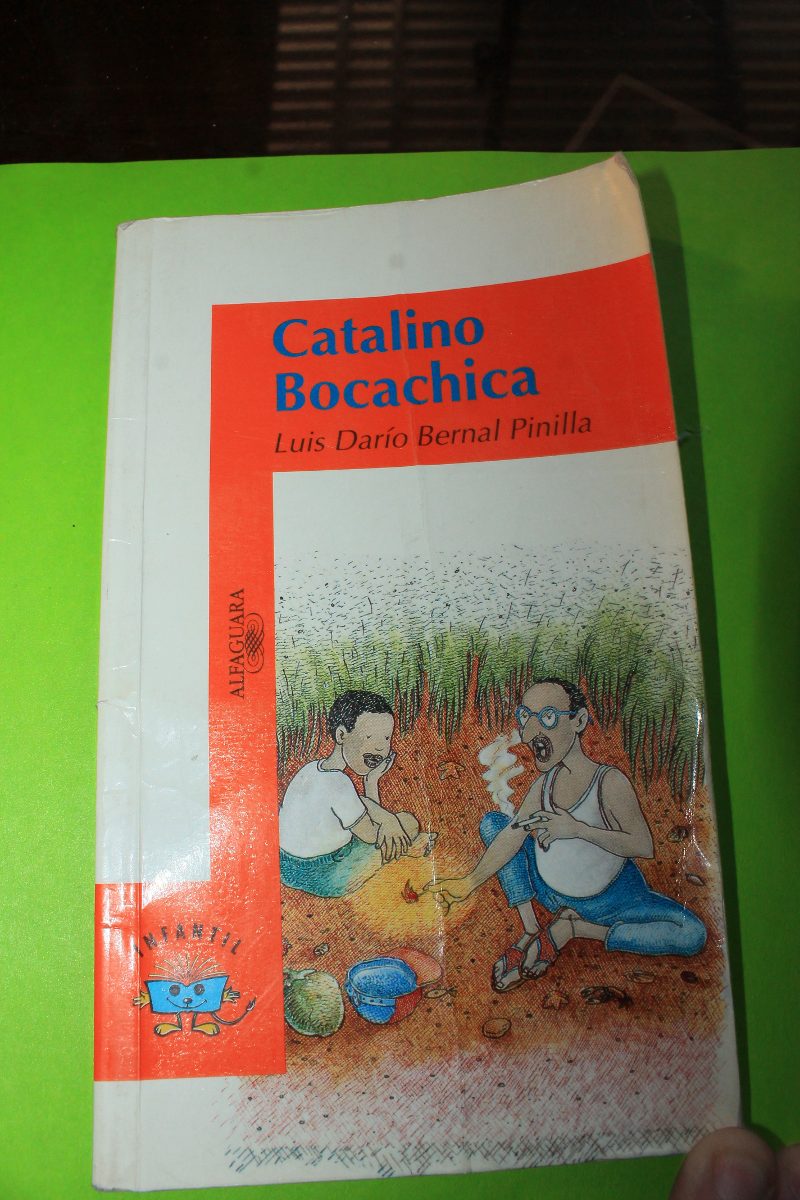 Catalino
Bocachica
Luis Darío Bernal Pinilla
ALFAGUARA
INFANTIL